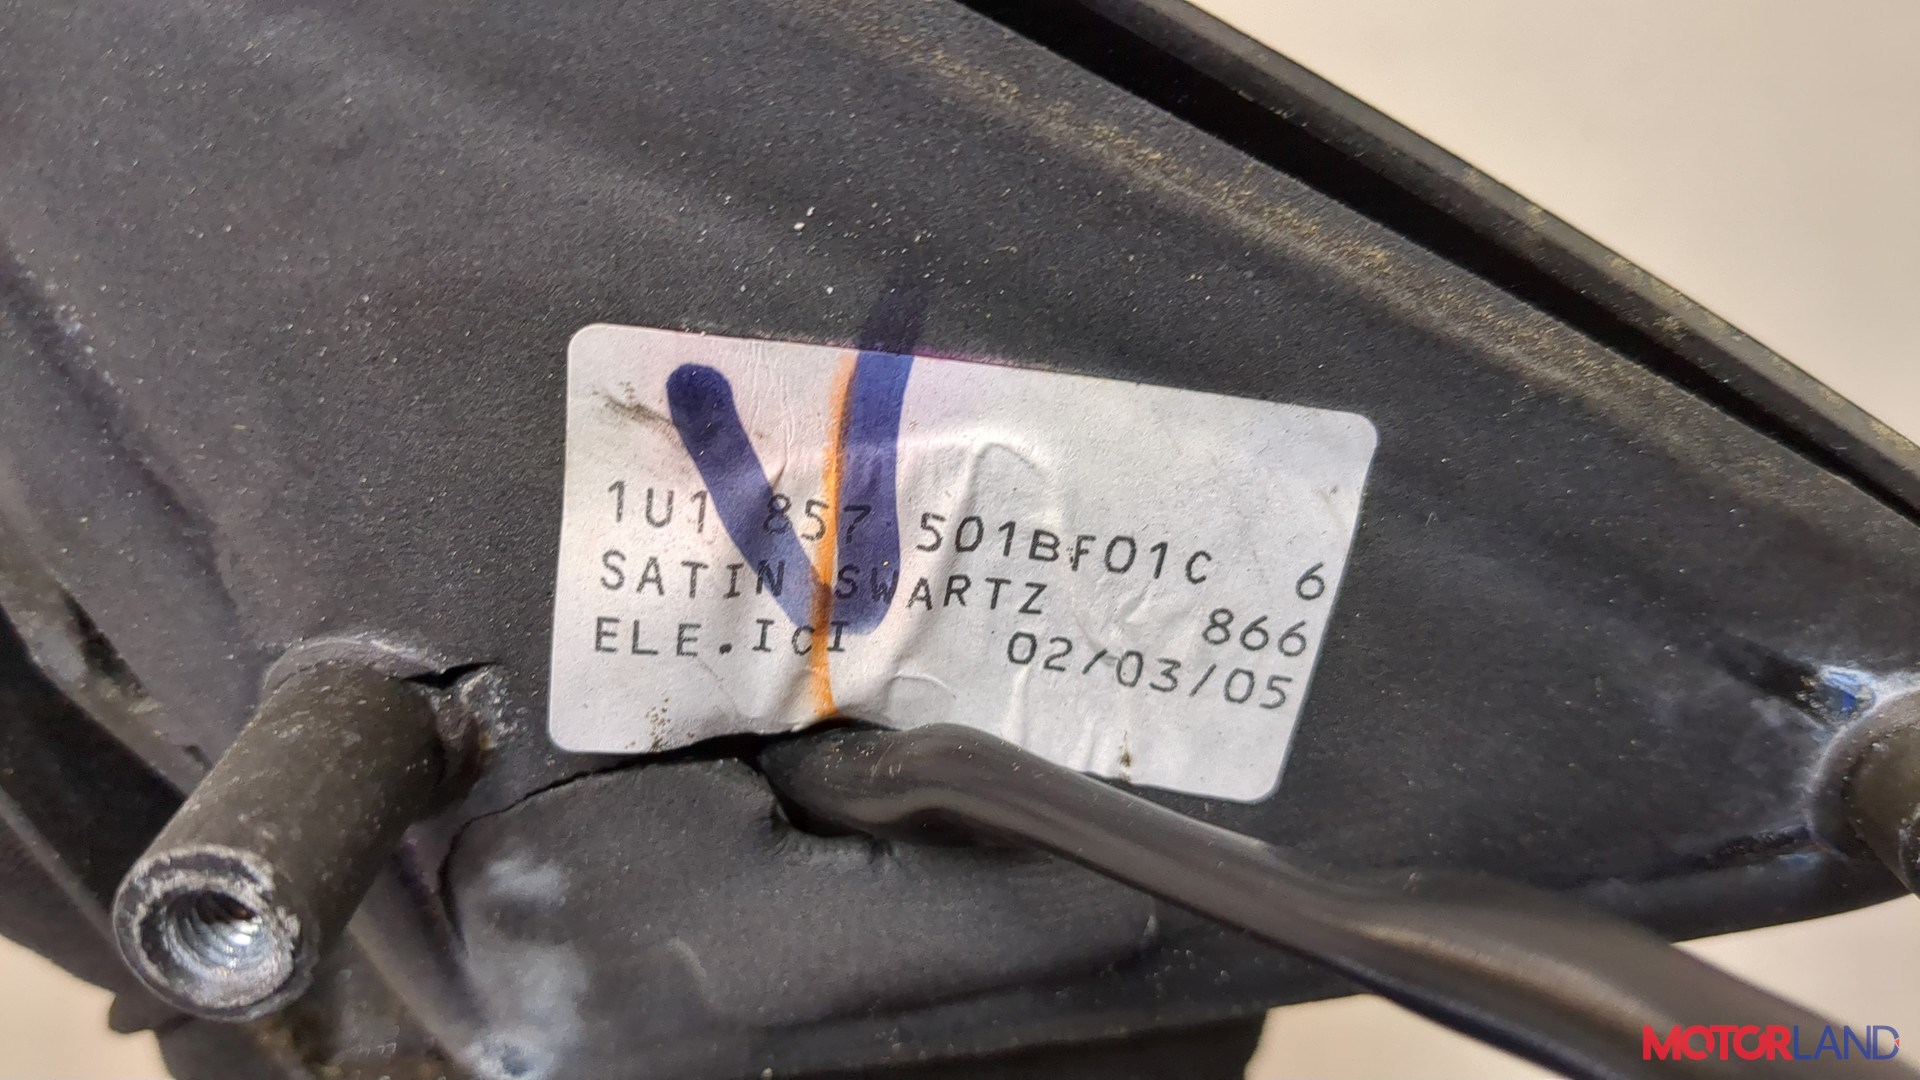 1U1 857 501BF01C 6
SATIN SWARTZ 866
ELE.ICI 02/03/05
MOTORLAND